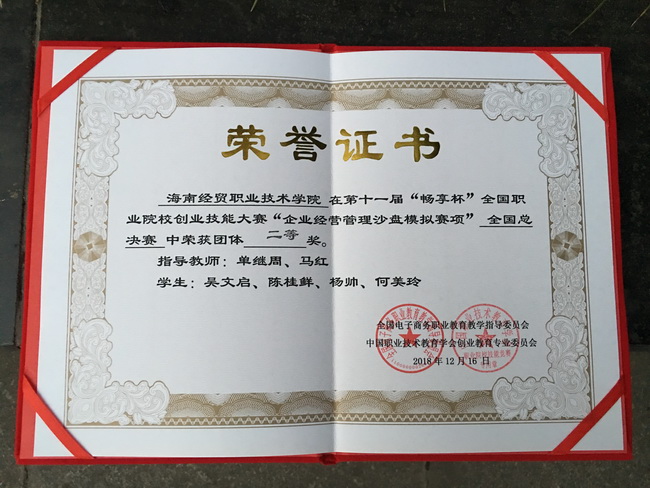 荣誉证书
海南经贸职业技术学院 在第十一届“畅享杯”全国职
业院校创业技能大赛“企业经营管理沙盘模拟赛项” 全国总
决赛 中荣获团体 二等 奖。
指导教师：单继周、马红
学生：吴文启、陈桂鲜、杨帅、何美玲
全国电子商务职业教育教学指导委员会
中国职业技术教育学会创业教育专业委员会
2018年12月16日